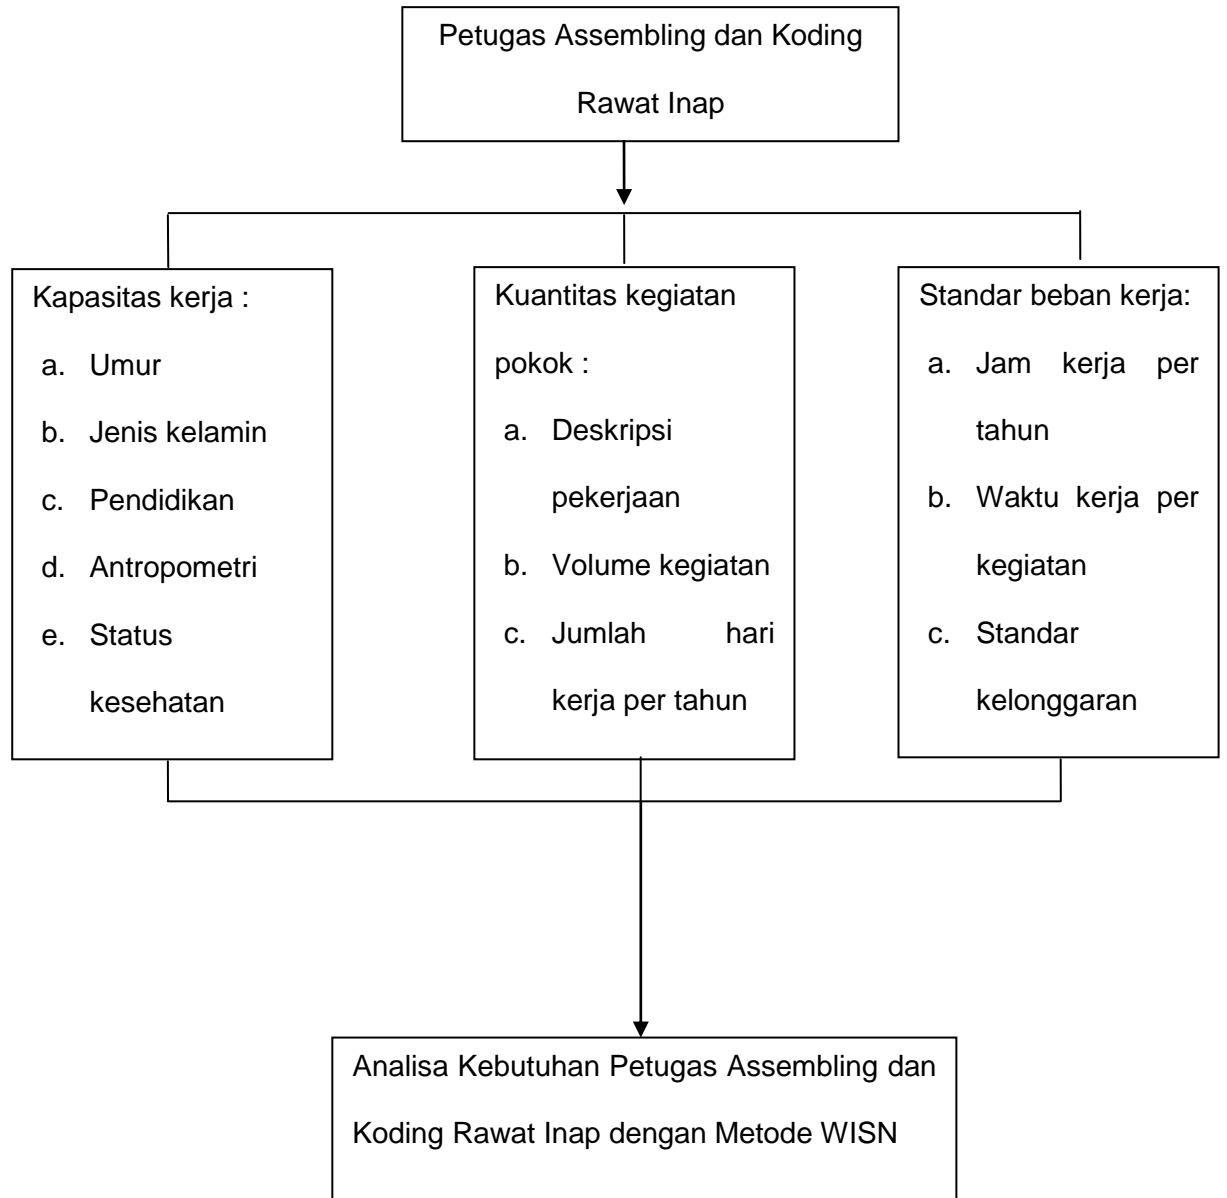 Petugas Assembling dan Koding
Rawat Inap
Kapasitas kerja :
a. Umur
b. Jenis kelamin
c. Pendidikan
d. Antropometri
e. Status
kesehatan
Kuantitas kegiatan
pokok :
a. Deskripsi
pekerjaan
b. Volume kegiatan
c. Jumlah hari
kerja per tahun
Standar beban kerja:
a. Jam kerja per
tahun
b. Waktu kerja per
kegiatan
c. Standar
kelonggaran
Analisa Kebutuhan Petugas Assembling dan
Koding Rawat Inap dengan Metode WISN